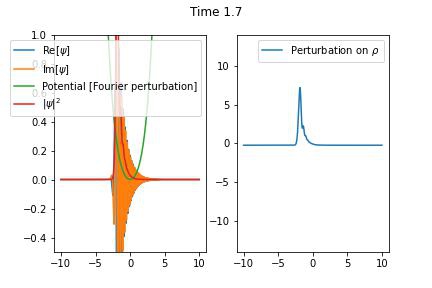 Time 1.7
1.0
0.8
0.6
0.4
0.2
0.0
−0.2
−0.4
−10 −5 0 5 10
Re[ψ]
Im[ψ]
Potential [Fourier perturbation]
|ψ|²
10
5
0
−5
−10
−10 −5 0 5 10
Perturbation on ρ